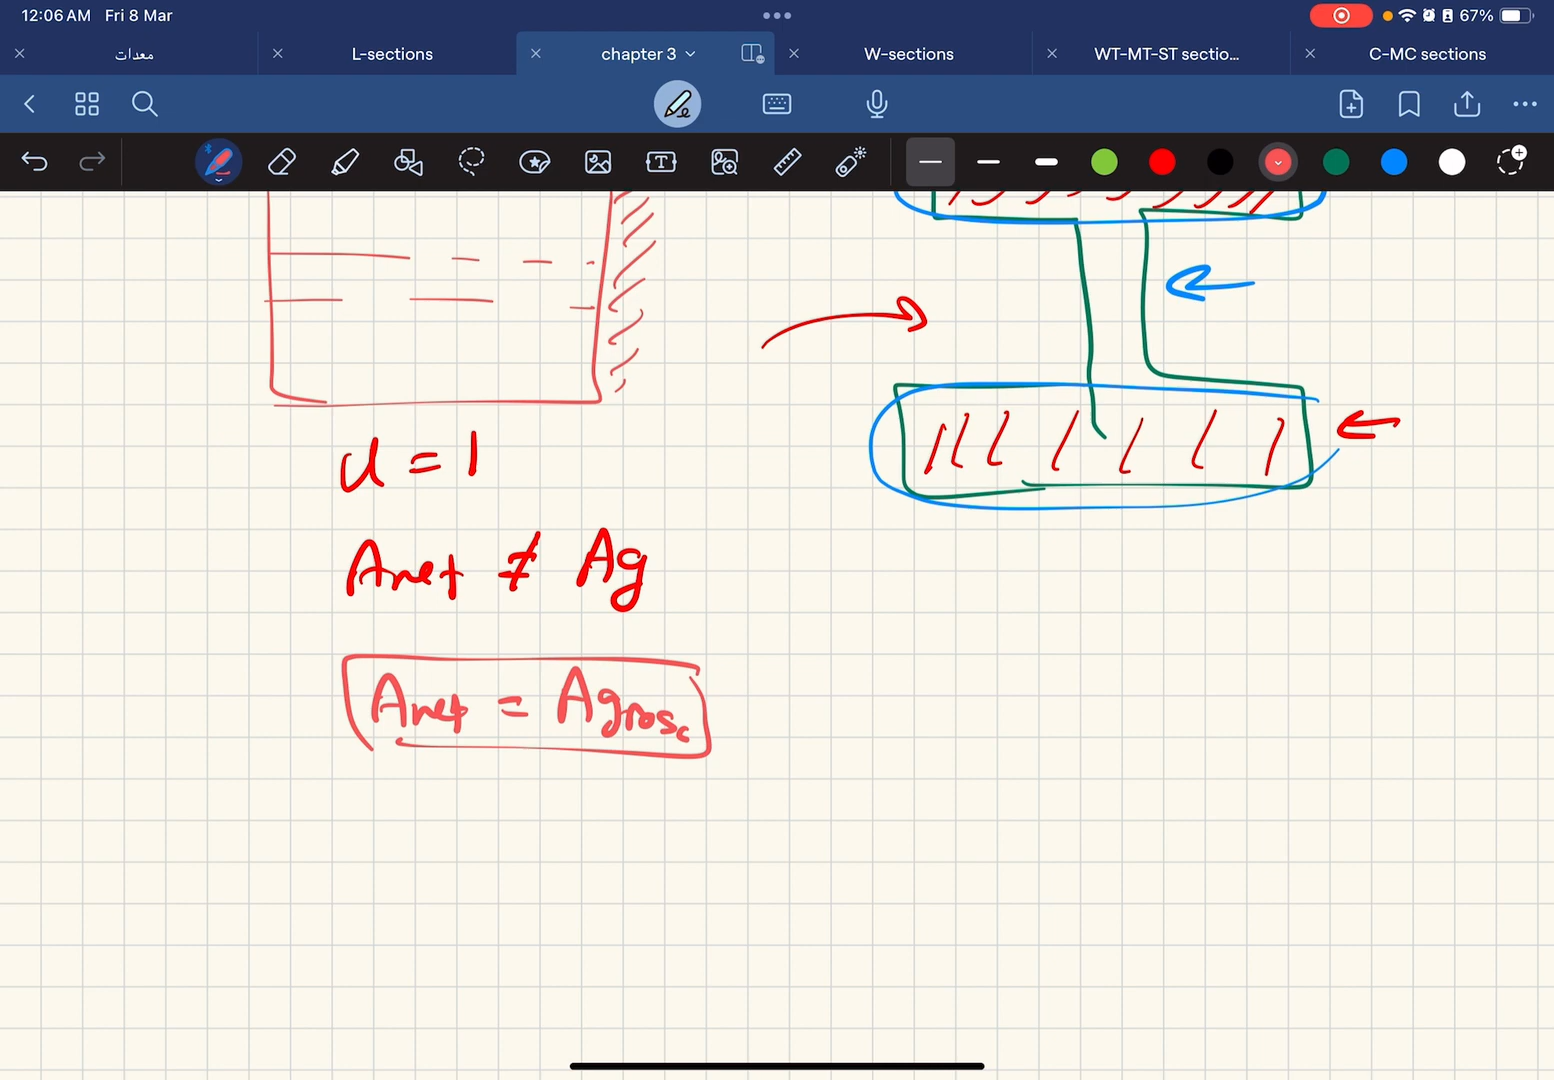 12:06 AM Fri 8 Mar
67%
معدات
L-sections
chapter 3
W-sections
WT-MT-ST sectio...
C-MC sections
T
U = 1
Anet ≠ Ag
Anet = Agross